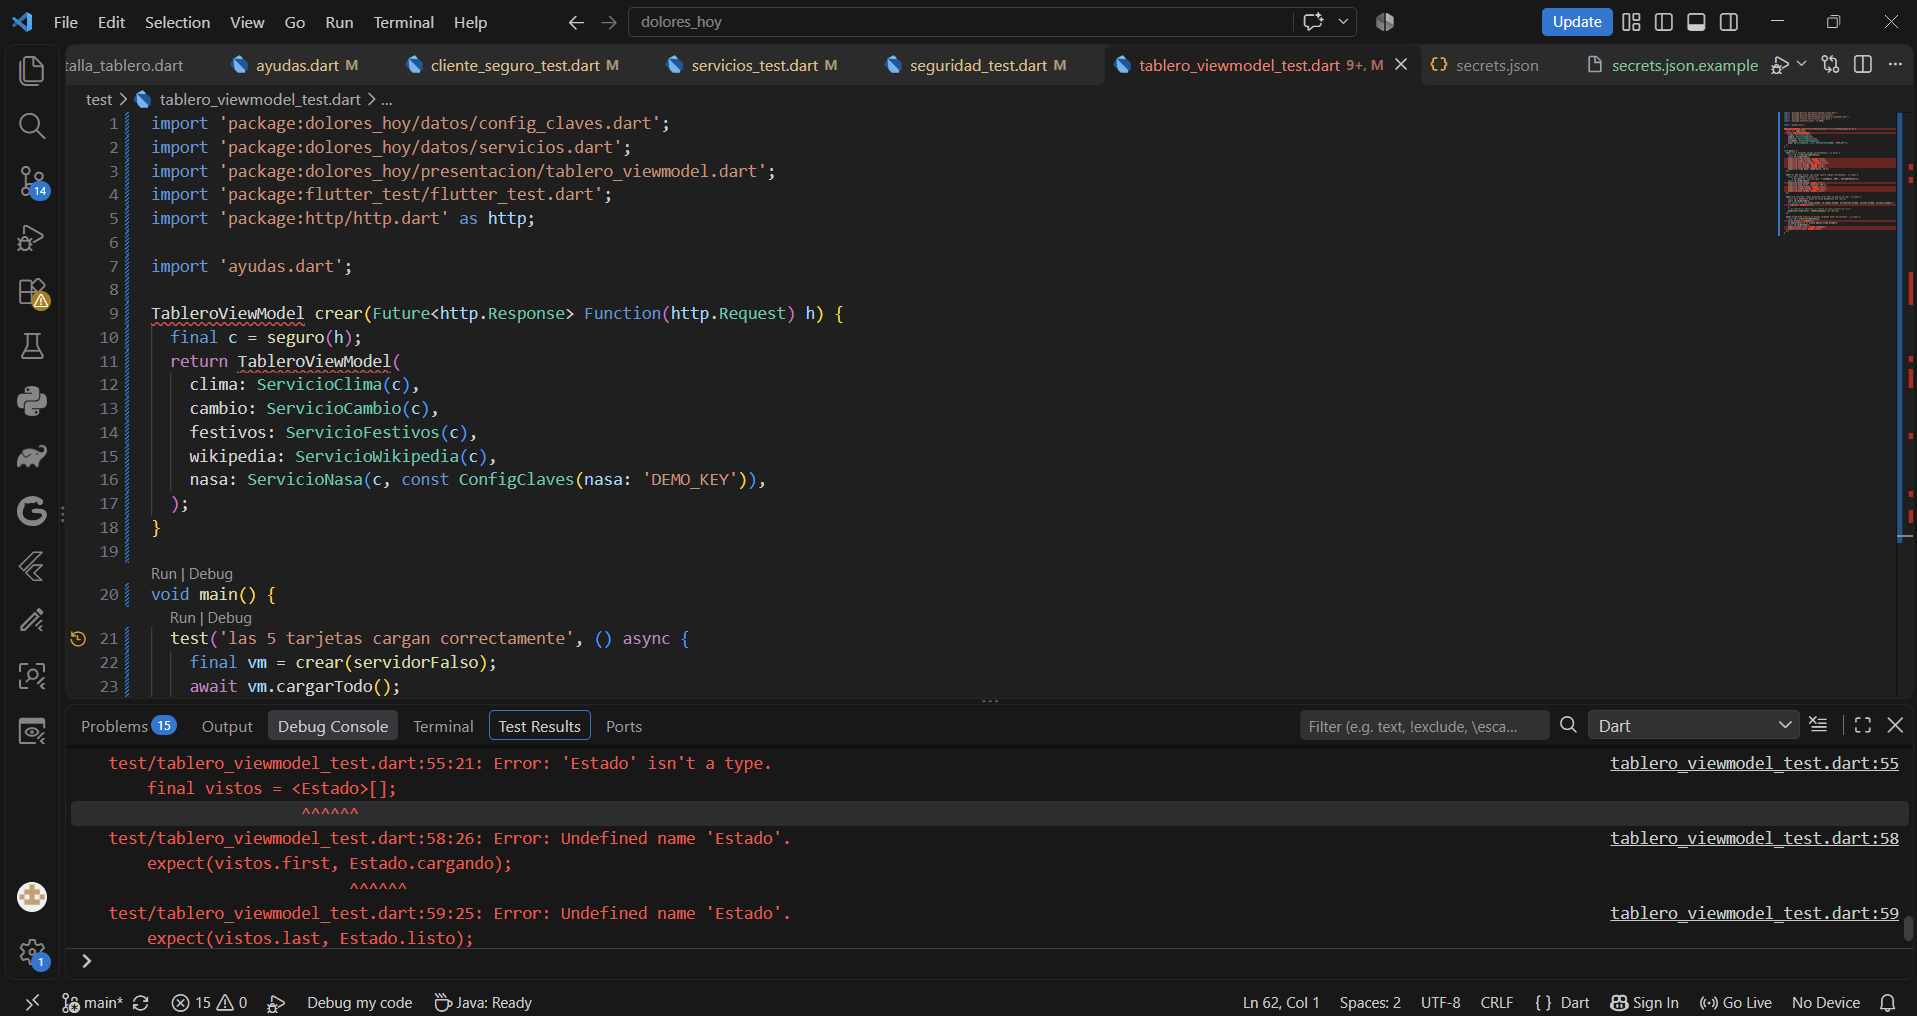 File Edit Selection View Go Run Terminal Help
dolores_hoy
Update
talla_tablero.dart
ayudas.dart M
cliente_seguro_test.dart M
servicios_test.dart M
seguridad_test.dart M
tablero_viewmodel_test.dart 9+, M
{} secrets.json
secrets.json.example
test > tablero_viewmodel_test.dart > ...
1 import 'package:dolores_hoy/datos/config_claves.dart';
2 import 'package:dolores_hoy/datos/servicios.dart';
3 import 'package:dolores_hoy/presentacion/tablero_viewmodel.dart';
4 import 'package:flutter_test/flutter_test.dart';
5 import 'package:http/http.dart' as http;
6
7 import 'ayudas.dart';
8
9 TableroViewModel crear(Future<http.Response> Function(http.Request) h) {
10 final c = seguro(h);
11 return TableroViewModel(
12 clima: ServicioClima(c),
13 cambio: ServicioCambio(c),
14 festivos: ServicioFestivos(c),
15 wikipedia: ServicioWikipedia(c),
16 nasa: ServicioNasa(c, const ConfigClaves(nasa: 'DEMO_KEY')),
17 );
18 }
19
Run | Debug
20 void main() {
Run | Debug
21 test('las 5 tarjetas cargan correctamente', () async {
22 final vm = crear(servidorFalso);
23 await vm.cargarTodo();
14
Problems 15 Output Debug Console Terminal Test Results Ports
Filter (e.g. text, !exclude, \esca...
Dart
test/tablero_viewmodel_test.dart:55:21: Error: 'Estado' isn't a type.
tablero_viewmodel_test.dart:55
final vistos = <Estado>[];
^^^^^^
test/tablero_viewmodel_test.dart:58:26: Error: Undefined name 'Estado'.
tablero_viewmodel_test.dart:58
expect(vistos.first, Estado.cargando);
^^^^^^
test/tablero_viewmodel_test.dart:59:25: Error: Undefined name 'Estado'.
tablero_viewmodel_test.dart:59
expect(vistos.last, Estado.listo);
>
1
main* 15 0 Debug my code Java: Ready
Ln 62, Col 1 Spaces: 2 UTF-8 CRLF {} Dart Sign In Go Live No Device